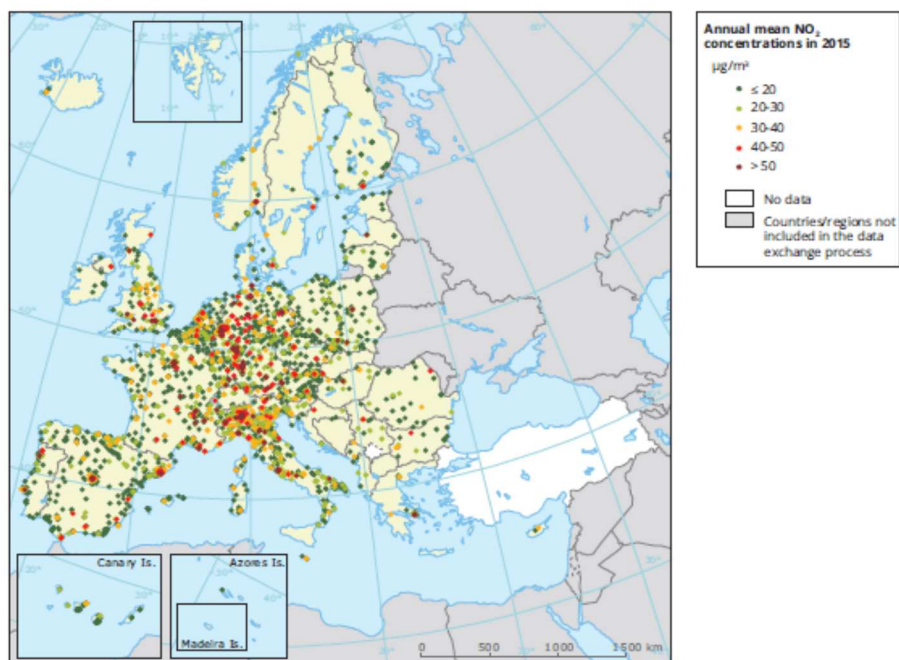 Annual mean NO₂
concentrations in 2015
µg/m³
≤ 20
20-30
30-40
40-50
> 50
No data
Countries/regions not
included in the data
exchange process
Canary Is.
Azores Is.
Madeira Is.
0 500 1000 1500 km